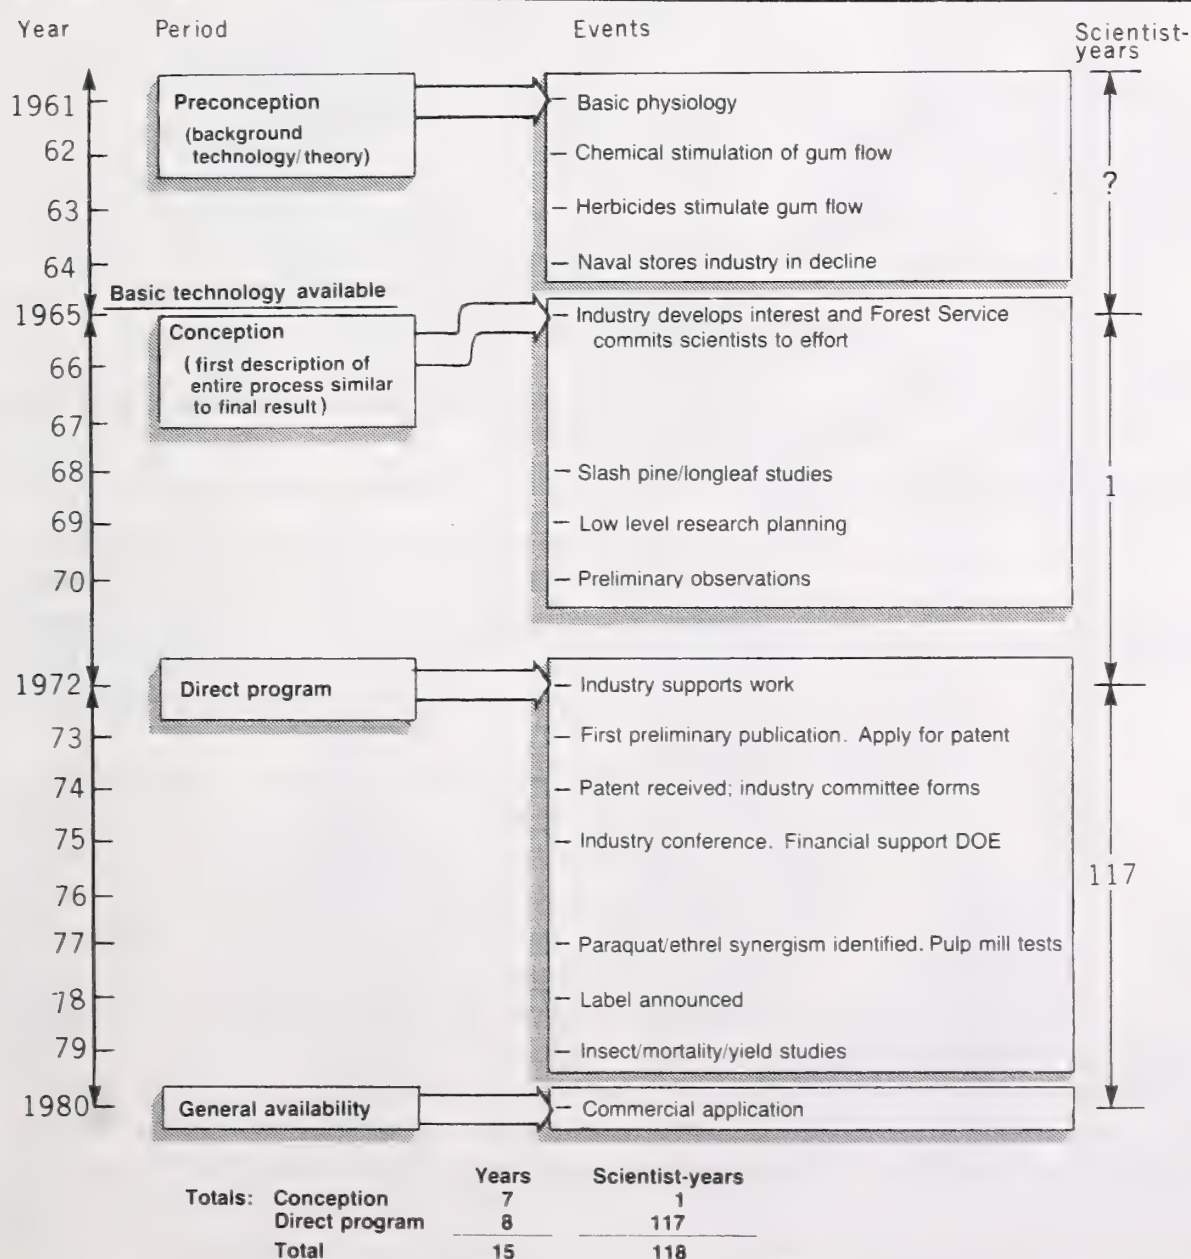 Year Period Events Scientist-
years
1961 Preconception – Basic physiology
(background
technology/theory)
62 – Chemical stimulation of gum flow
?
63 – Herbicides stimulate gum flow
64 – Naval stores industry in decline
Basic technology available
1965 – Industry develops interest and Forest Service
commits scientists to effort
Conception
66 (first description of
entire process similar
to final result)
67
68 – Slash pine/longleaf studies
1
69 – Low level research planning
70 – Preliminary observations
1972 Direct program – Industry supports work
73 – First preliminary publication. Apply for patent
74 – Patent received; industry committee forms
75 – Industry conference. Financial support DOE
117
76
77 – Paraquat/ethrel synergism identified. Pulp mill tests
78 – Label announced
79 – Insect/mortality/yield studies
1980 General availability – Commercial application
Years Scientist-years
Totals: Conception 7 1
Direct program 8 117
Total 15 118